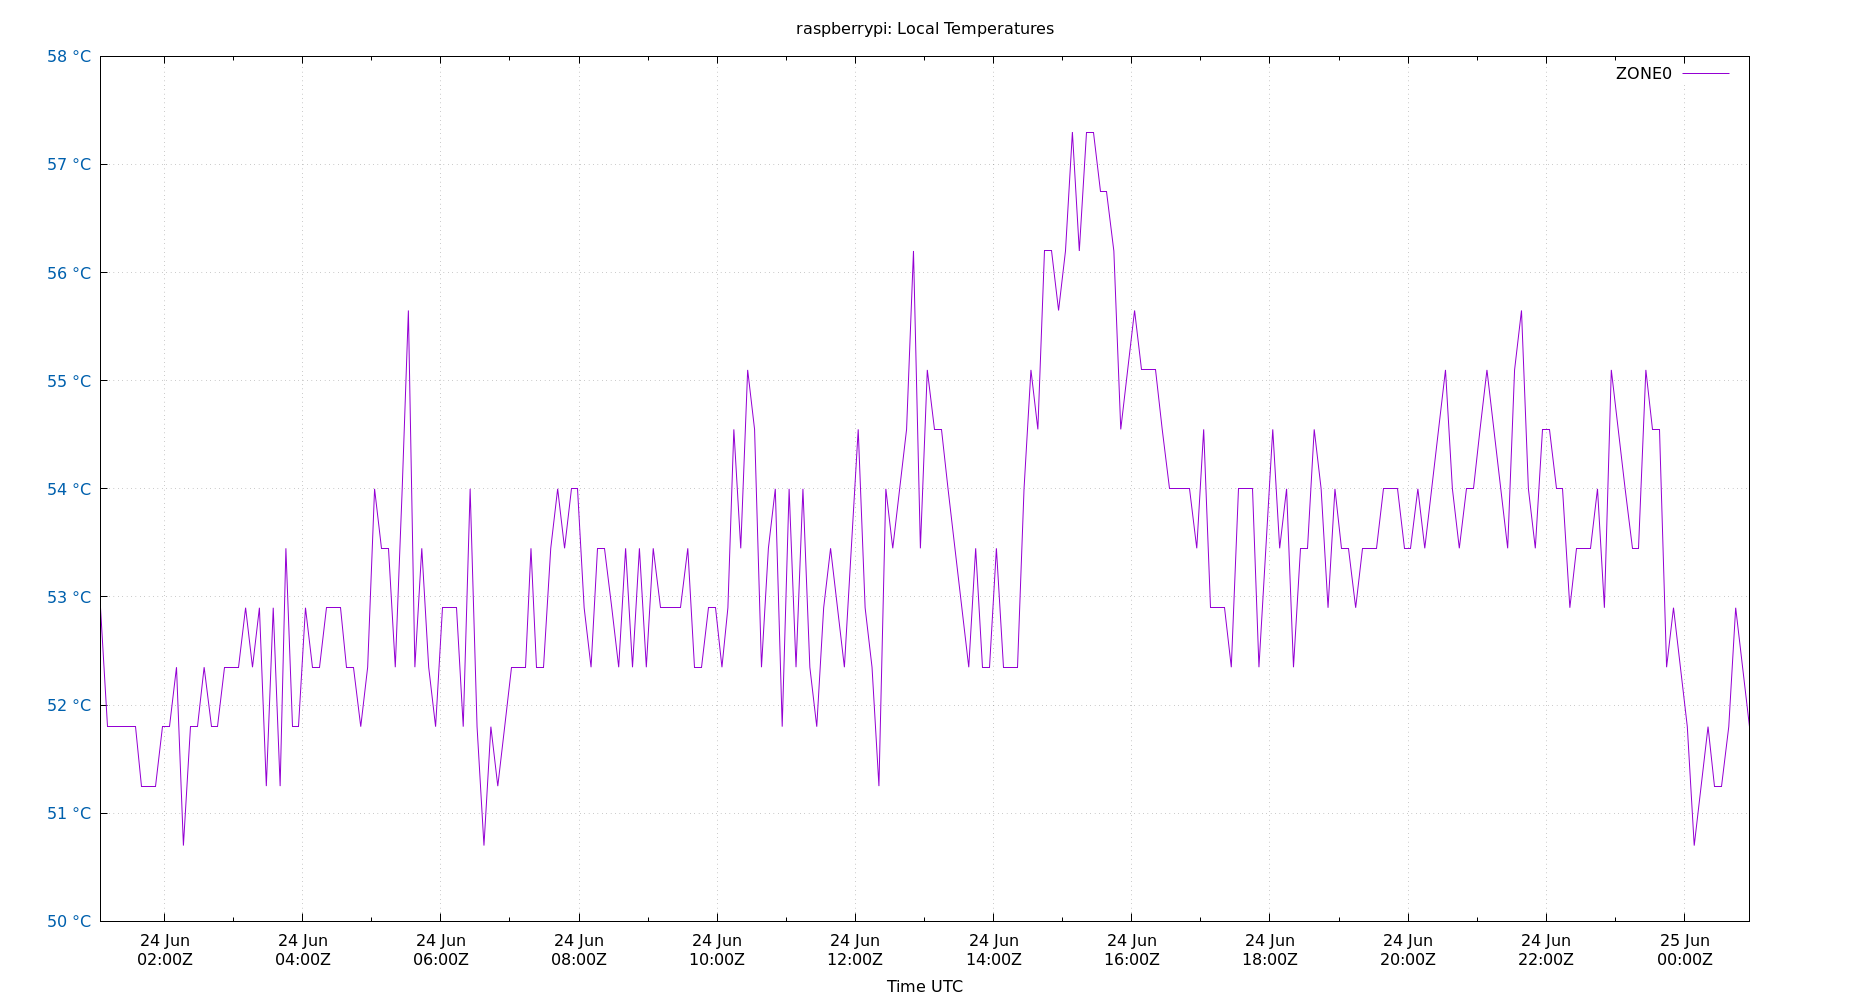 raspberrypi: Local Temperatures
ZONE0
58 °C
57 °C
56 °C
55 °C
54 °C
53 °C
52 °C
51 °C
50 °C
24 Jun 24 Jun 24 Jun 24 Jun 24 Jun 24 Jun 24 Jun 24 Jun 24 Jun 24 Jun 24 Jun 25 Jun
02:00Z 04:00Z 06:00Z 08:00Z 10:00Z 12:00Z 14:00Z 16:00Z 18:00Z 20:00Z 22:00Z 00:00Z
Time UTC